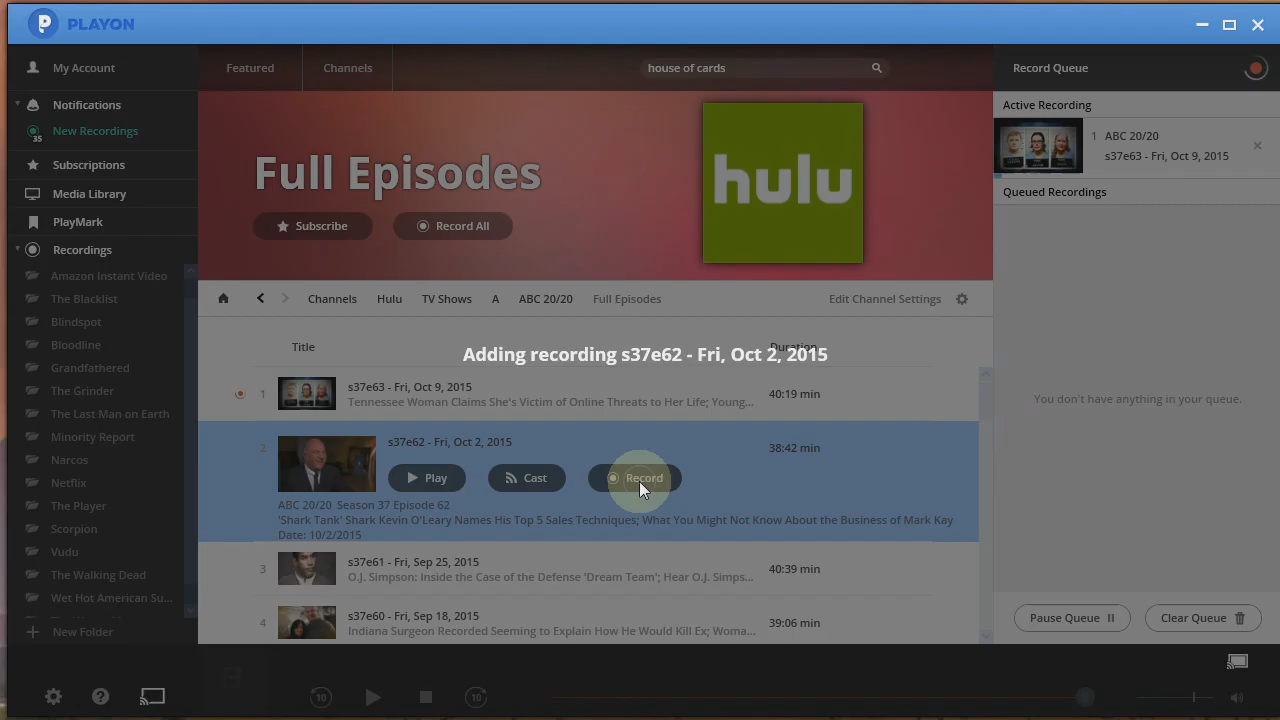 PLAYON
My Account
Featured
Channels
house of cards
Record Queue
Notifications
35
New Recordings
Subscriptions
Media Library
PlayMark
Recordings
Amazon Instant Video
The Blacklist
Blindspot
Bloodline
Grandfathered
The Grinder
The Last Man on Earth
Minority Report
Narcos
Netflix
The Player
Scorpion
Vudu
The Walking Dead
Wet Hot American Su...
New Folder
Full Episodes
Subscribe
Record All
hulu
Channels Hulu TV Shows A ABC 20/20 Full Episodes
Edit Channel Settings
Title
Duration
Adding recording s37e62 - Fri, Oct 2, 2015
1
s37e63 - Fri, Oct 9, 2015
40:19 min
Tennessee Woman Claims She's Victim of Online Threats to Her Life; Young...
2
s37e62 - Fri, Oct 2, 2015
38:42 min
Play
Cast
Record
ABC 20/20 Season 37 Episode 62
'Shark Tank' Shark Kevin O'Leary Names His Top 5 Sales Techniques; What You Might Not Know About the Business of Mark Kay
Date: 10/2/2015
3
s37e61 - Fri, Sep 25, 2015
40:39 min
O.J. Simpson: Inside the Case of the Defense 'Dream Team'; Hear O.J. Simps...
4
s37e60 - Fri, Sep 18, 2015
39:06 min
Indiana Surgeon Recorded Seeming to Explain How He Would Kill Ex; Woma...
Active Recording
1 ABC 20/20
s37e63 - Fri, Oct 9, 2015
Queued Recordings
You don't have anything in your queue.
Pause Queue
Clear Queue
10
10